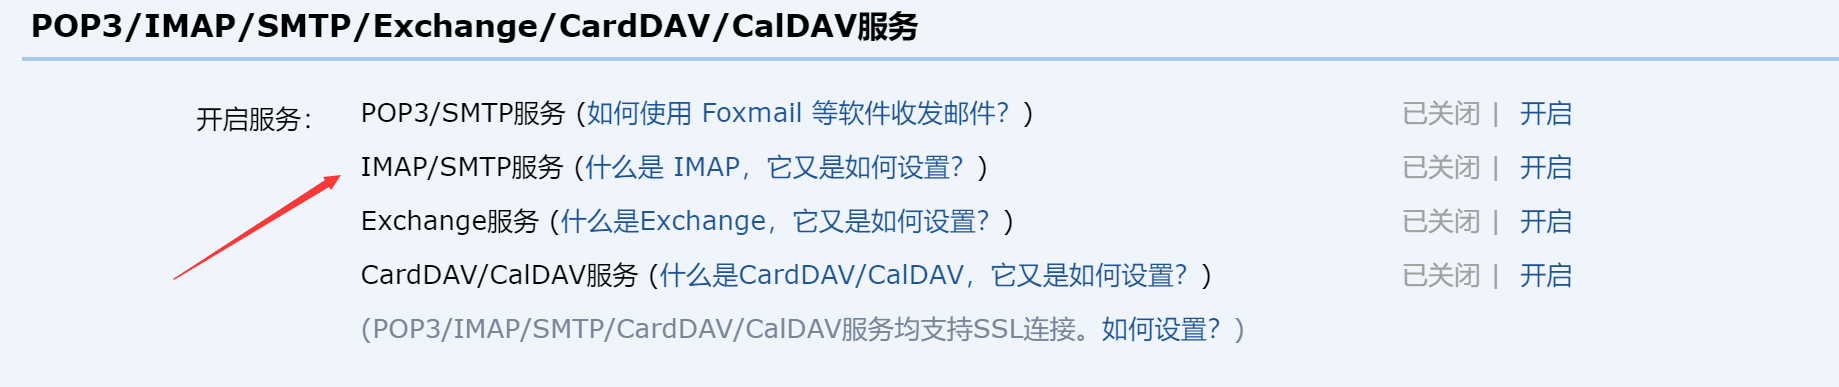 POP3/IMAP/SMTP/Exchange/CardDAV/CalDAV服务
开启服务： POP3/SMTP服务 (如何使用 Foxmail 等软件收发邮件？) 已关闭 | 开启
IMAP/SMTP服务 (什么是 IMAP，它又是如何设置？) 已关闭 | 开启
Exchange服务 (什么是Exchange，它又是如何设置？) 已关闭 | 开启
CardDAV/CalDAV服务 (什么是CardDAV/CalDAV，它又是如何设置？) 已关闭 | 开启
(POP3/IMAP/SMTP/CardDAV/CalDAV服务均支持SSL连接。如何设置？)